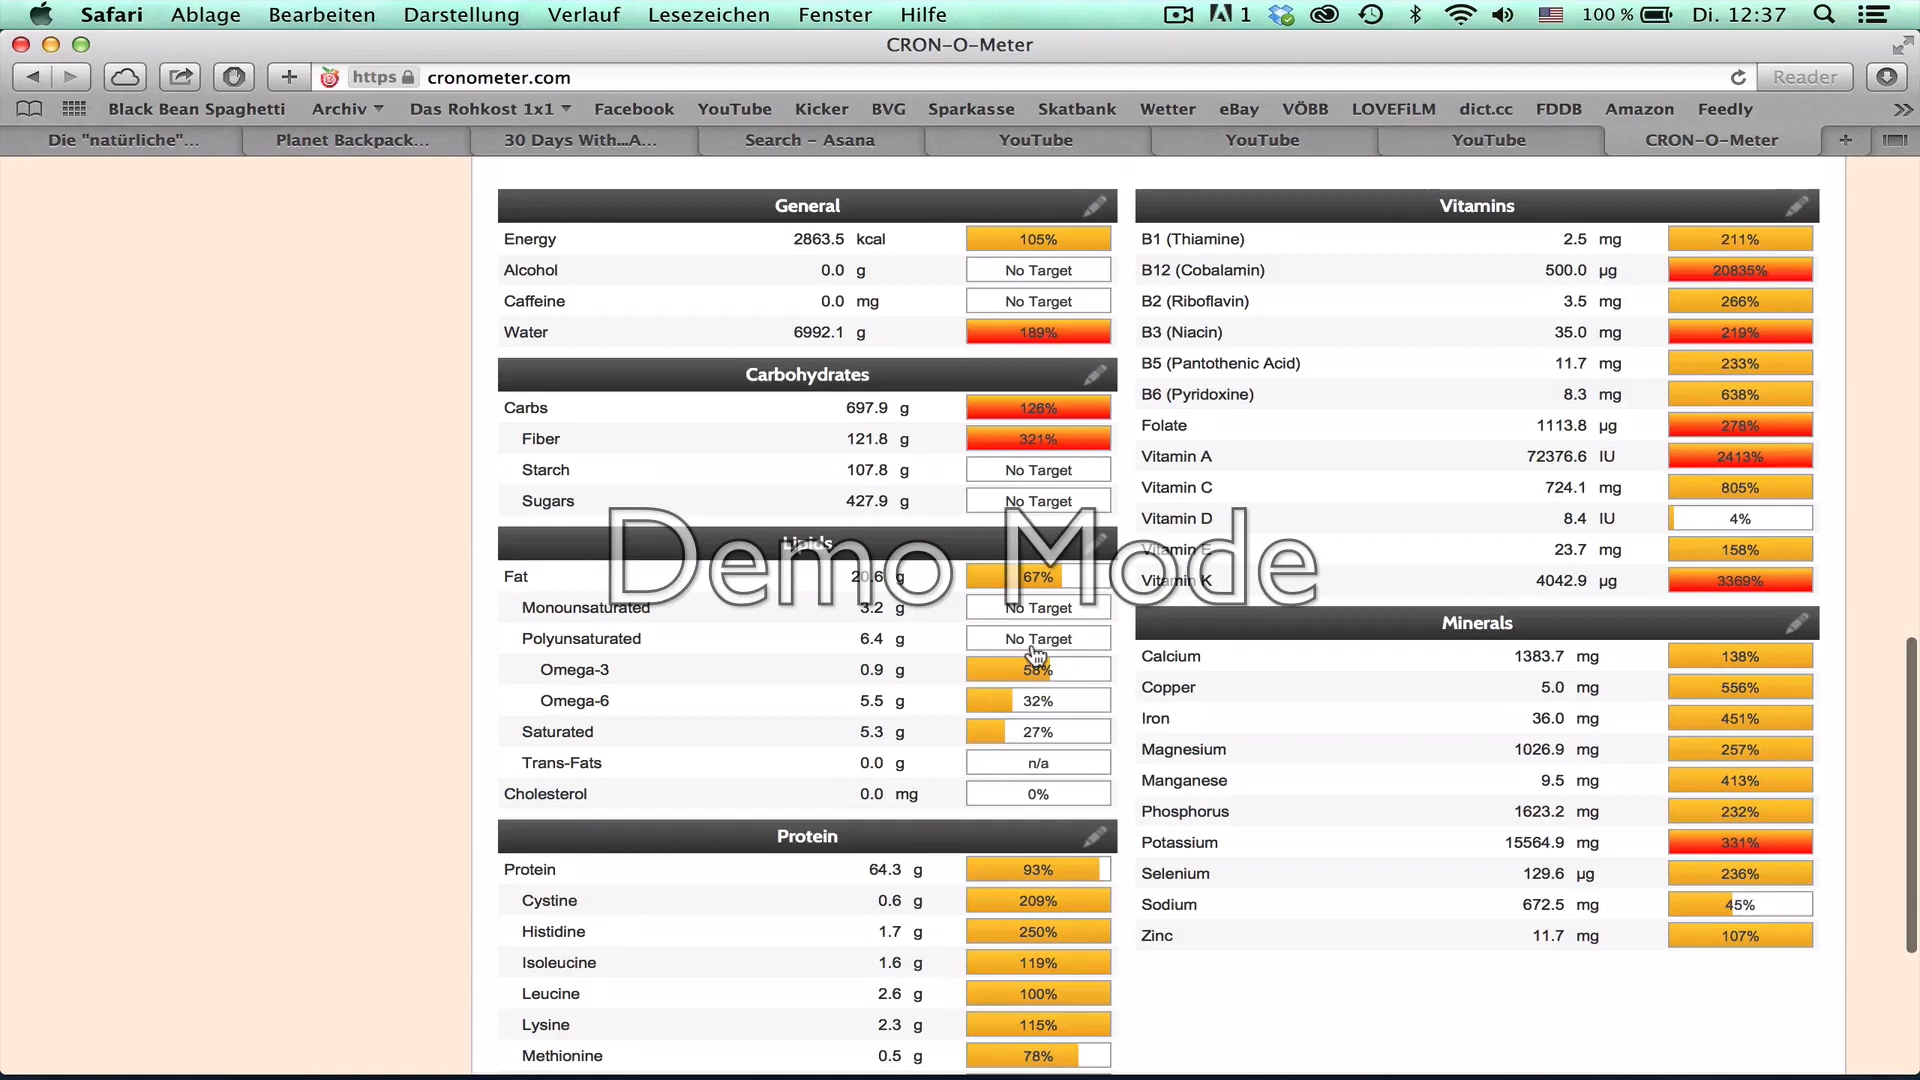 Safari Ablage Bearbeiten Darstellung Verlauf Lesezeichen Fenster Hilfe 1 100 % Di. 12:37
CRON-O-Meter
https cronometer.com Reader
Black Bean Spaghetti Archiv Das Rohkost 1x1 Facebook YouTube Kicker BVG Sparkasse Skatbank Wetter eBay VÖBB LOVEFiLM dict.cc FDDB Amazon Feedly
Die "natürliche"... Planet Backpack... 30 Days With...A... Search – Asana YouTube YouTube YouTube CRON-O-Meter
General
Energy 2863.5 kcal 105%
Alcohol 0.0 g No Target
Caffeine 0.0 mg No Target
Water 6992.1 g 189%
Carbohydrates
Carbs 697.9 g 126%
Fiber 121.8 g 321%
Starch 107.8 g No Target
Sugars 427.9 g No Target
Lipids
Fat 20.6 g 67%
Monounsaturated 3.2 g No Target
Polyunsaturated 6.4 g No Target
Omega-3 0.9 g 58%
Omega-6 5.5 g 32%
Saturated 5.3 g 27%
Trans-Fats 0.0 g n/a
Cholesterol 0.0 mg 0%
Protein
Protein 64.3 g 93%
Cystine 0.6 g 209%
Histidine 1.7 g 250%
Isoleucine 1.6 g 119%
Leucine 2.6 g 100%
Lysine 2.3 g 115%
Methionine 0.5 g 78%
Vitamins
B1 (Thiamine) 2.5 mg 211%
B12 (Cobalamin) 500.0 µg 20835%
B2 (Riboflavin) 3.5 mg 266%
B3 (Niacin) 35.0 mg 219%
B5 (Pantothenic Acid) 11.7 mg 233%
B6 (Pyridoxine) 8.3 mg 638%
Folate 1113.8 µg 278%
Vitamin A 72376.6 IU 2413%
Vitamin C 724.1 mg 805%
Vitamin D 8.4 IU 4%
Vitamin E 23.7 mg 158%
Vitamin K 4042.9 µg 3369%
Minerals
Calcium 1383.7 mg 138%
Copper 5.0 mg 556%
Iron 36.0 mg 451%
Magnesium 1026.9 mg 257%
Manganese 9.5 mg 413%
Phosphorus 1623.2 mg 232%
Potassium 15564.9 mg 331%
Selenium 129.6 µg 236%
Sodium 672.5 mg 45%
Zinc 11.7 mg 107%
Demo Mode